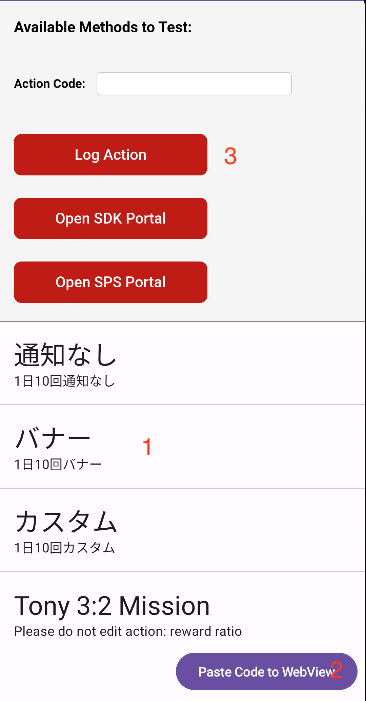 Available Methods to Test:
Action Code:
Log Action 3
Open SDK Portal
Open SPS Portal
通知なし
1日10回通知なし
バナー
1
1日10回バナー
カスタム
1日10回カスタム
Tony 3:2 Mission
Please do not edit action: reward ratio
Paste Code to WebView 2